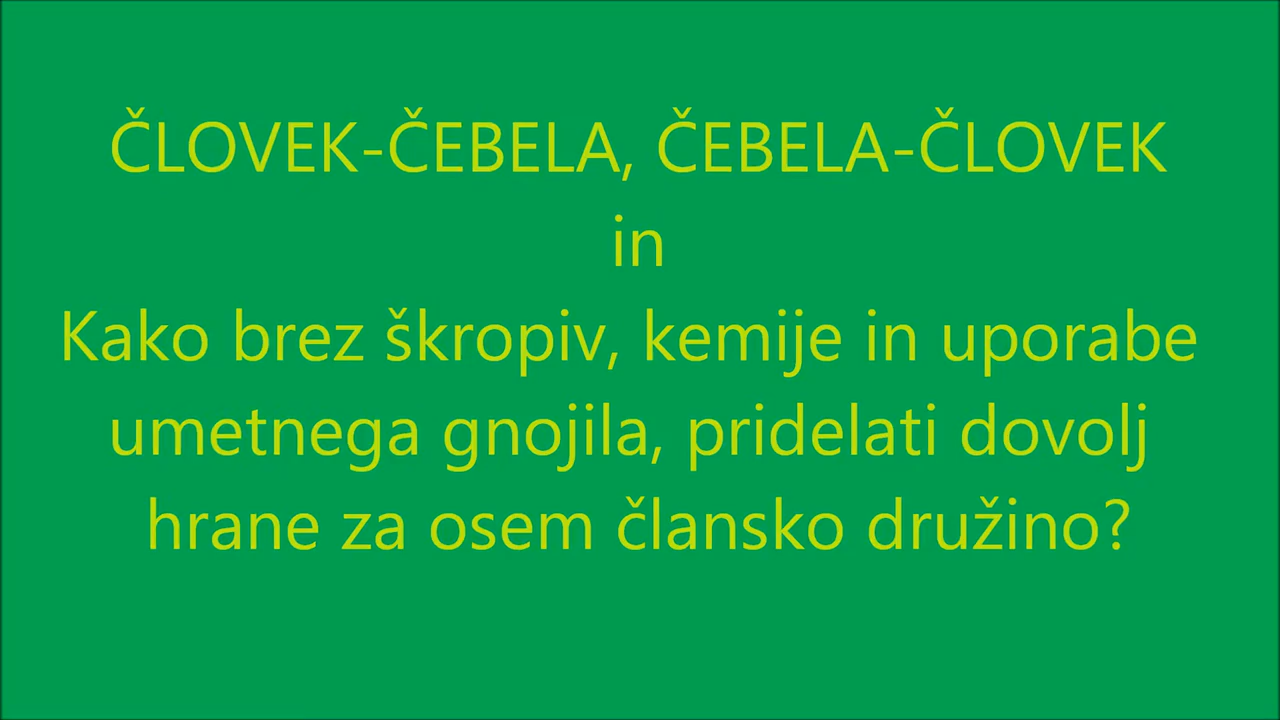 ČLOVEK-ČEBELA, ČEBELA-ČLOVEK
in
Kako brez škropiv, kemije in uporabe
umetnega gnojila, pridelati dovolj
hrane za osem člansko družino?